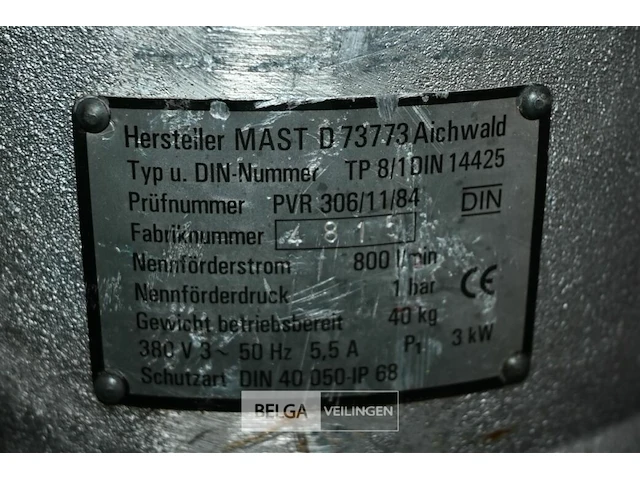 Hersteller MAST D 73773 Aichwald
Typ u. DIN-Nummer TP 8/1 DIN 14425
Prüfnummer PVR 306/11/84 DIN
Fabriknummer 4815
Nennförderstrom 800 l/min
Nennförderdruck 1 bar CE
Gewicht betriebsbereit 40 kg
380 V 3~ 50 Hz 5,5 A P₁ 3 kW
Schutzart DIN 40 050-IP 68
BELGA VEILINGEN